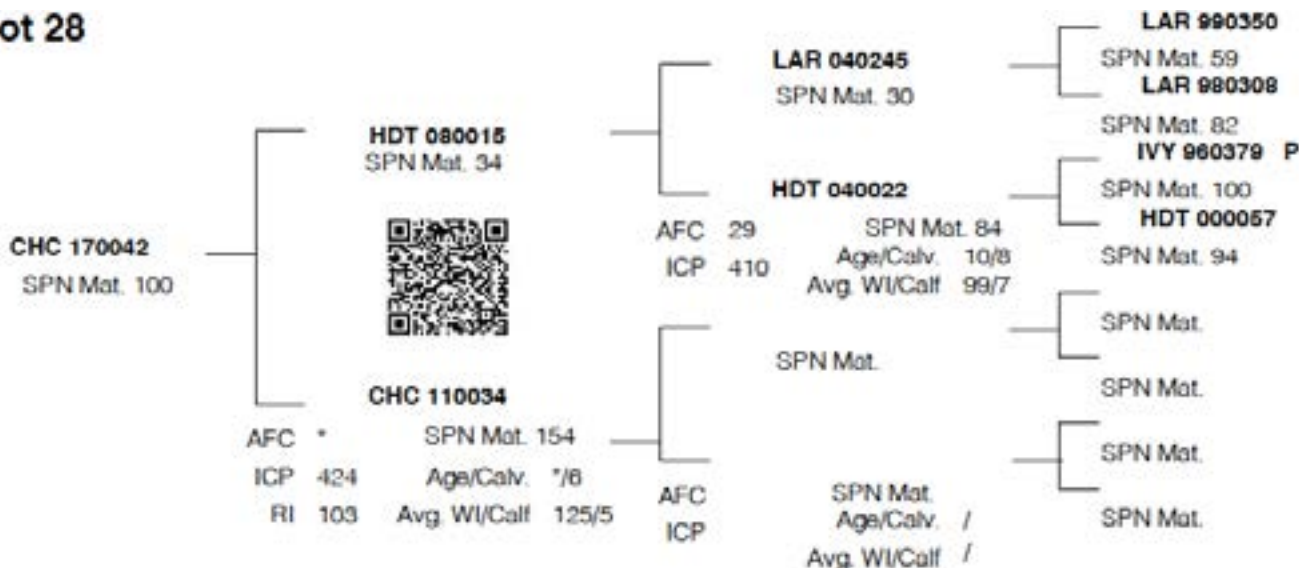 ot 28
LAR 990350
SPN Mat. 59
LAR 040245
SPN Mat. 30
LAR 980308
SPN Mat. 82
HDT 080015
SPN Mat. 34
IVY 960379 P
SPN Mat. 100
HDT 040022
AFC 29 SPN Mat. 84
ICP 410 Age/Calv. 10/8
Avg. WI/Calf 99/7
HDT 000057
SPN Mat. 94
CHC 170042
SPN Mat. 100
SPN Mat.
SPN Mat.
SPN Mat.
CHC 110034
AFC * SPN Mat. 154
ICP 424 Age/Calv. */6
RI 103 Avg. WI/Calf 125/5
SPN Mat.
AFC SPN Mat.
ICP Age/Calv. /
Avg. WI/Calf /
SPN Mat.